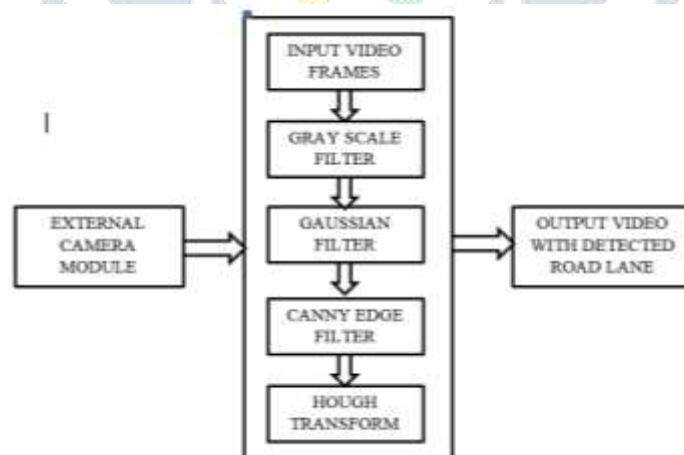 INPUT VIDEO
FRAMES
GRAY SCALE
FILTER
EXTERNAL
CAMERA
MODULE
GAUSSIAN
FILTER
OUTPUT VIDEO
WITH DETECTED
ROAD LANE
CANNY EDGE
FILTER
HOUGH
TRANSFORM